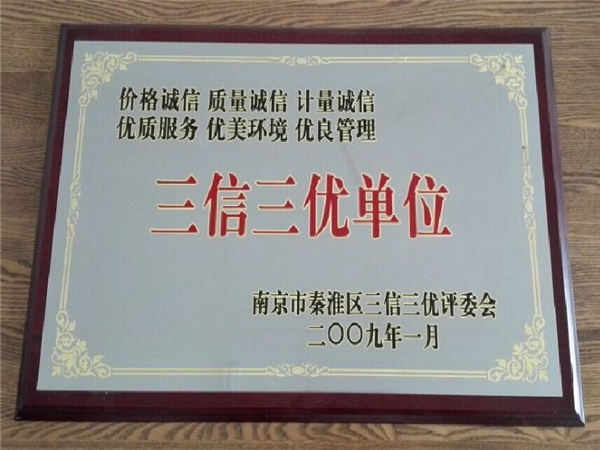 价格诚信 质量诚信 计量诚信
优质服务 优美环境 优良管理
三信三优单位
南京市秦淮区三信三优评委会
二〇〇九年一月